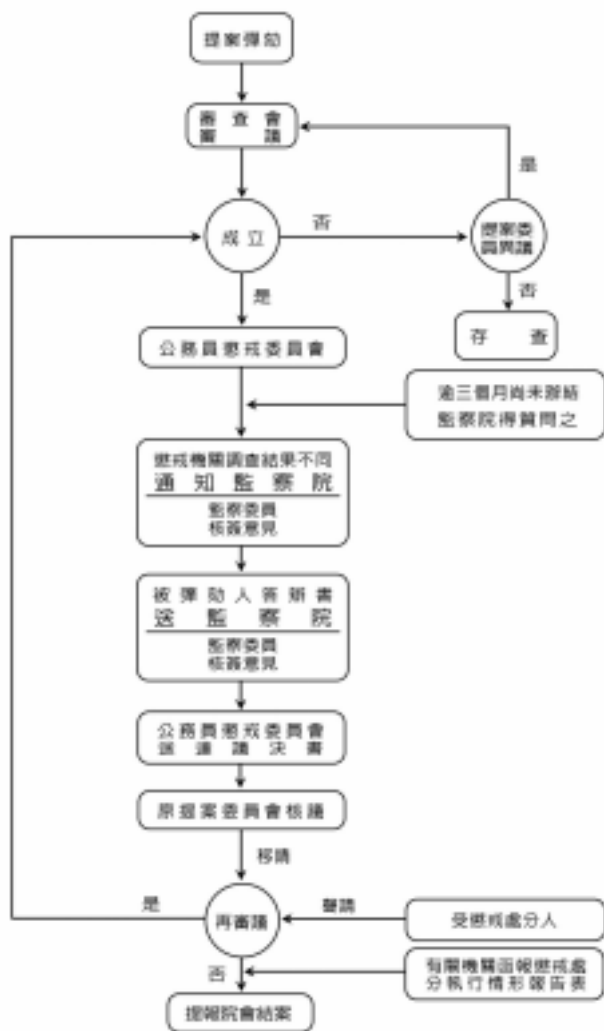 提案彈劾
審查會
審議
是
成立
否
提案委
員異議
是
否
公務員懲戒委員會
存查
逾三個月尚未辦結
監察院得質問之
懲戒機關調查結果不同
通知監察院
監察委員
核簽意見
被彈劾人答辯書
送監察院
監察委員
核簽意見
公務員懲戒委員會
送達議決書
原提案委員會核議
移請
是
再審議
聲請
受懲戒處分人
否
有關機關函報懲戒處
分執行情形報告表
提報院會結案